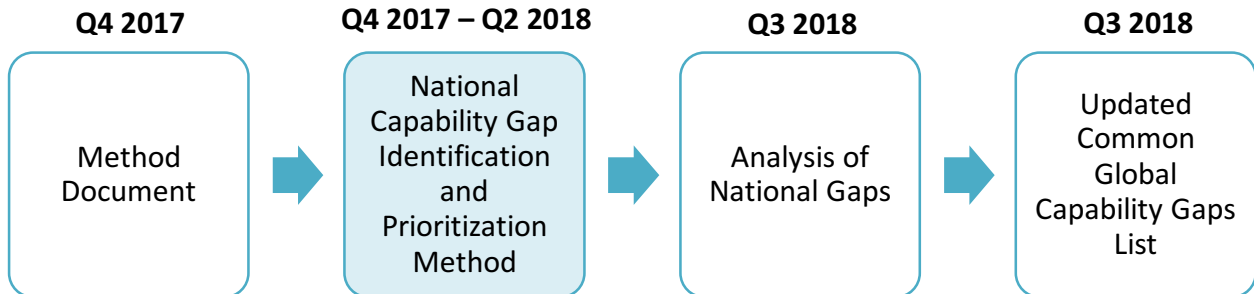 Q4 2017
Q4 2017 – Q2 2018
Q3 2018
Q3 2018
Method
Document
National
Capability Gap
Identification
and
Prioritization
Method
Analysis of
National Gaps
Updated
Common
Global
Capability Gaps
List